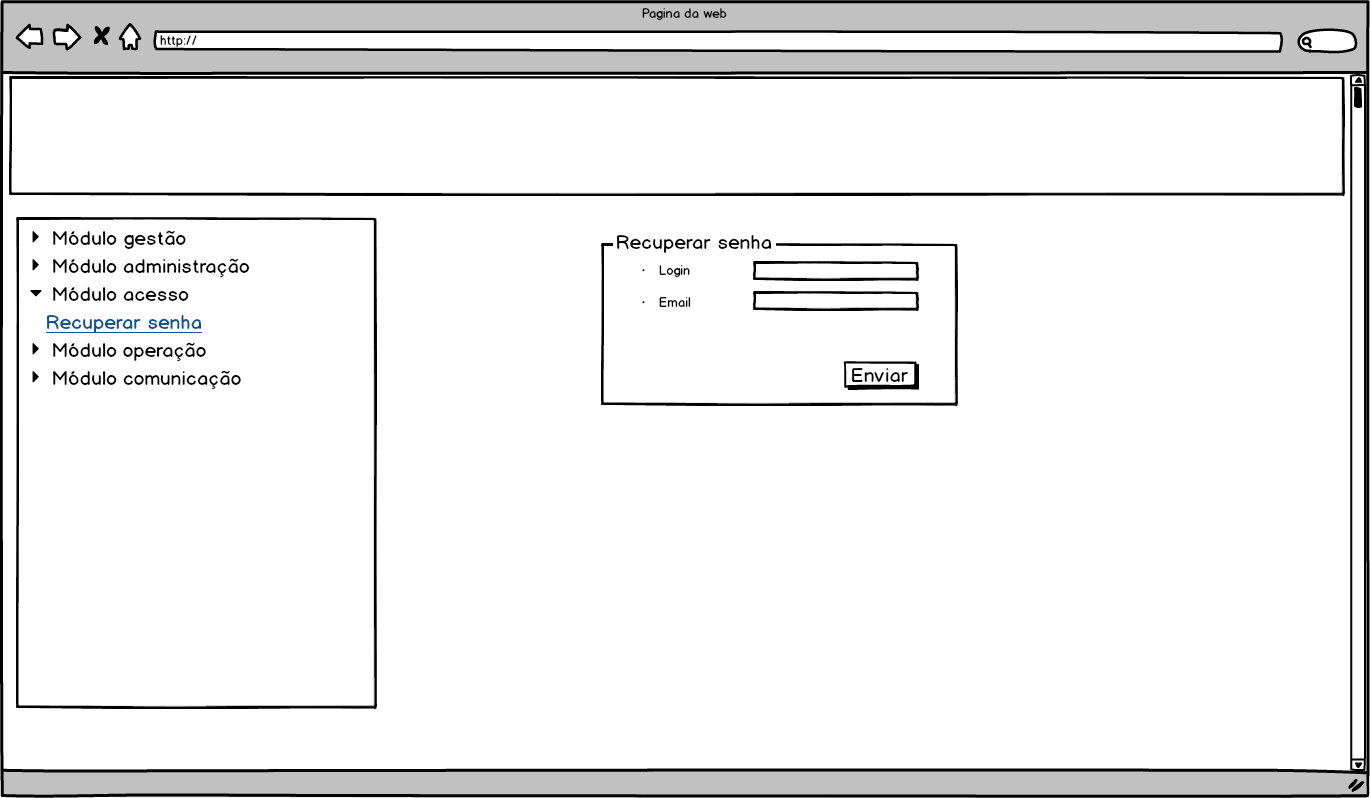 Pagina da web
http://
Módulo gestão
Módulo administração
Módulo acesso
Recuperar senha
Módulo operação
Módulo comunicação
Recuperar senha
· Login
· Email
Enviar